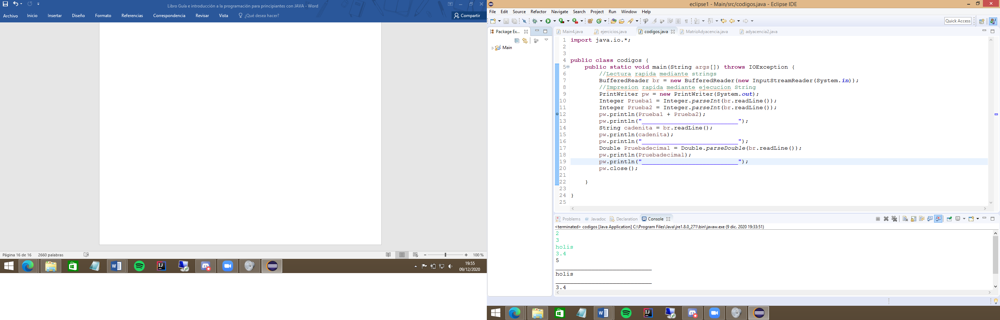 Libro Guía e introducción a la programación para principiantes con JAVA - Word
Archivo Inicio Insertar Diseño Formato Referencias Correspondencia Revisar Vista ¿Qué desea hacer? Compartir
Página 16 de 16 2660 palabras 100 %
19:55
09/12/2020
eclipse1 - Main/src/codigos.java - Eclipse IDE
File Edit Source Refactor Navigate Search Project Run Window Help
Quick Access
Package Ex...
Main
Main4.java ejercicios.java codigos.java MatrizAdyacencia.java adyacencia2.java
1 import java.io.*;
2
3
4 public class codigos {
5 public static void main(String args[]) throws IOException {
6 //Lectura rapida mediante strings
7 BufferedReader br = new BufferedReader(new InputStreamReader(System.in));
8 //Impresion rapida mediante ejecucion String
9 PrintWriter pw = new PrintWriter(System.out);
10 Integer Prueba1 = Integer.parseInt(br.readLine());
11 Integer Prueba2 = Integer.parseInt(br.readLine());
12 pw.println(Prueba1 + Prueba2);
13 pw.println("___________________________");
14 String cadenita = br.readLine();
15 pw.println(cadenita);
16 pw.println("___________________________");
17 Double Pruebadecimal = Double.parseDouble(br.readLine());
18 pw.println(Pruebadecimal);
19 pw.println("___________________________");
20 pw.close();
21
22 }
23
24 }
25
Problems @ Javadoc Declaration Console
<terminated> codigos [Java Application] C:\Program Files\Java\jre1.8.0_271\bin\javaw.exe (9 dic. 2020 19:33:51)
2
3
holis
3.4
5
___________________________
holis
___________________________
3.4